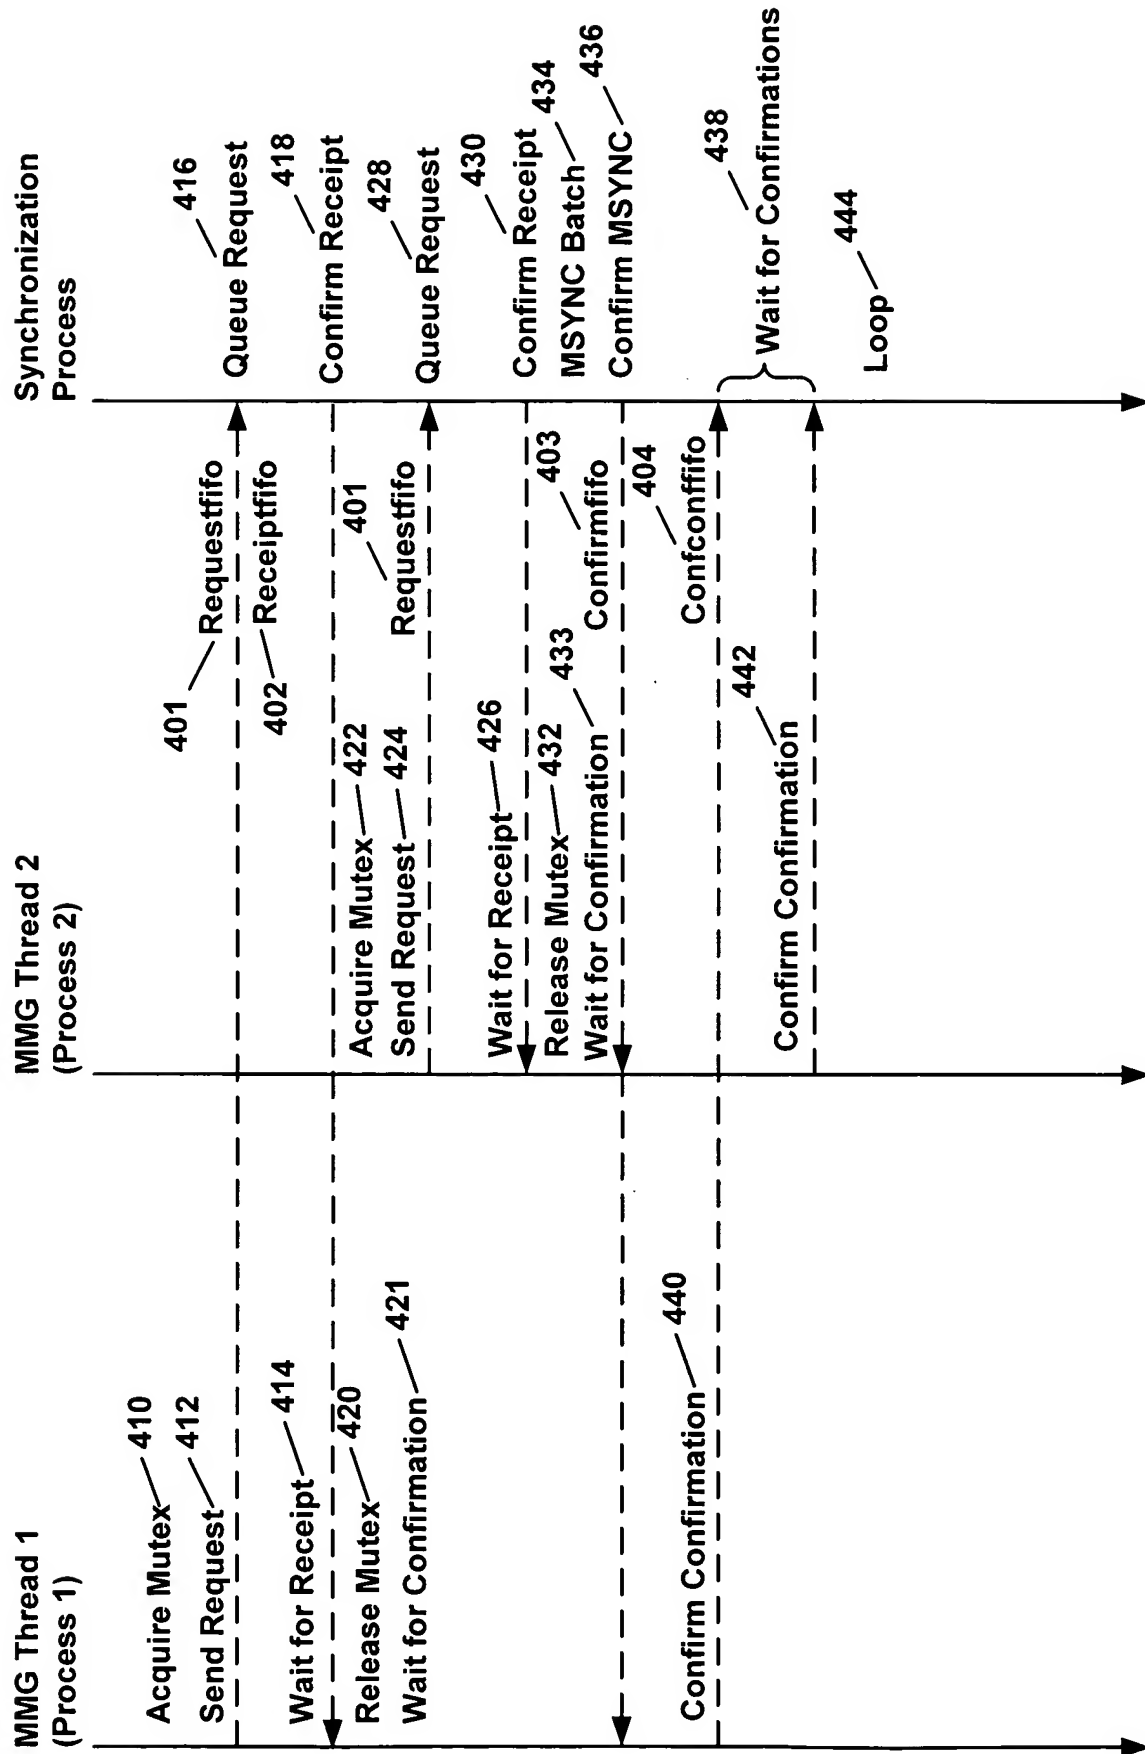 MMG Thread 1
(Process 1)
MMG Thread 2
(Process 2)
Synchronization
Process
Acquire Mutex 410
Send Request 412
401 Requestfifo
Queue Request 416
402 Receiptfifo
Wait for Receipt 414
Confirm Receipt 418
Release Mutex 420
Wait for Confirmation 421
Acquire Mutex 422
Send Request 424
401
Requestfifo
Queue Request 428
Wait for Receipt 426
Confirm Receipt 430
Release Mutex 432
Wait for Confirmation 433
MSYNC Batch 434
403
Confirmfifo
Confirm MSYNC 436
Confirm Confirmation 440
404
Confconffifo
Wait for Confirmations 438
Confirm Confirmation 442
Loop 444